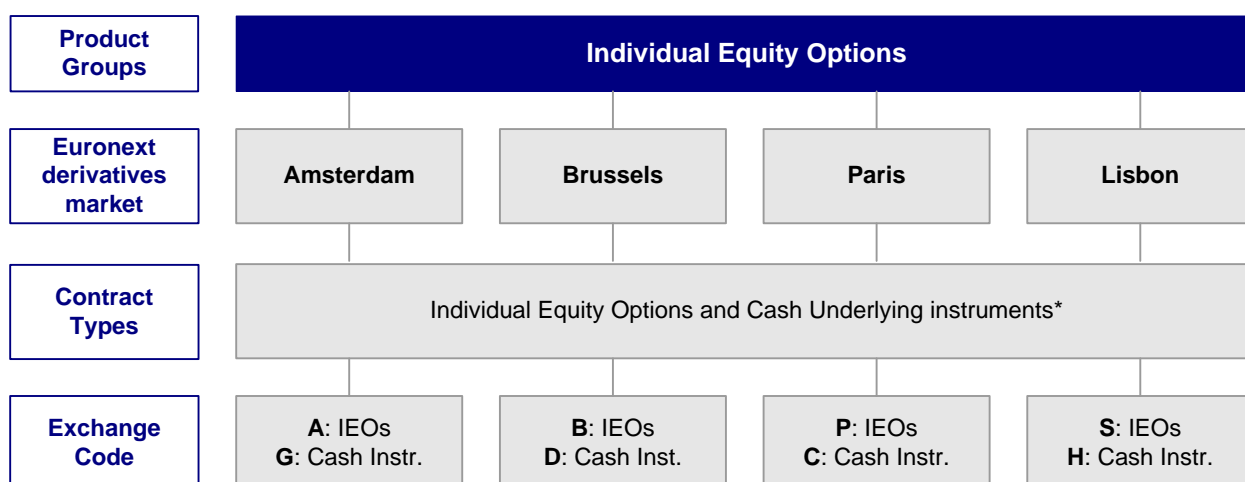 Product
Groups
Individual Equity Options
Euronext
derivatives
market
Amsterdam
Brussels
Paris
Lisbon
Contract
Types
Individual Equity Options and Cash Underlying instruments*
Exchange
Code
A: IEOs
G: Cash Instr.
B: IEOs
D: Cash Inst.
P: IEOs
C: Cash Instr.
S: IEOs
H: Cash Instr.